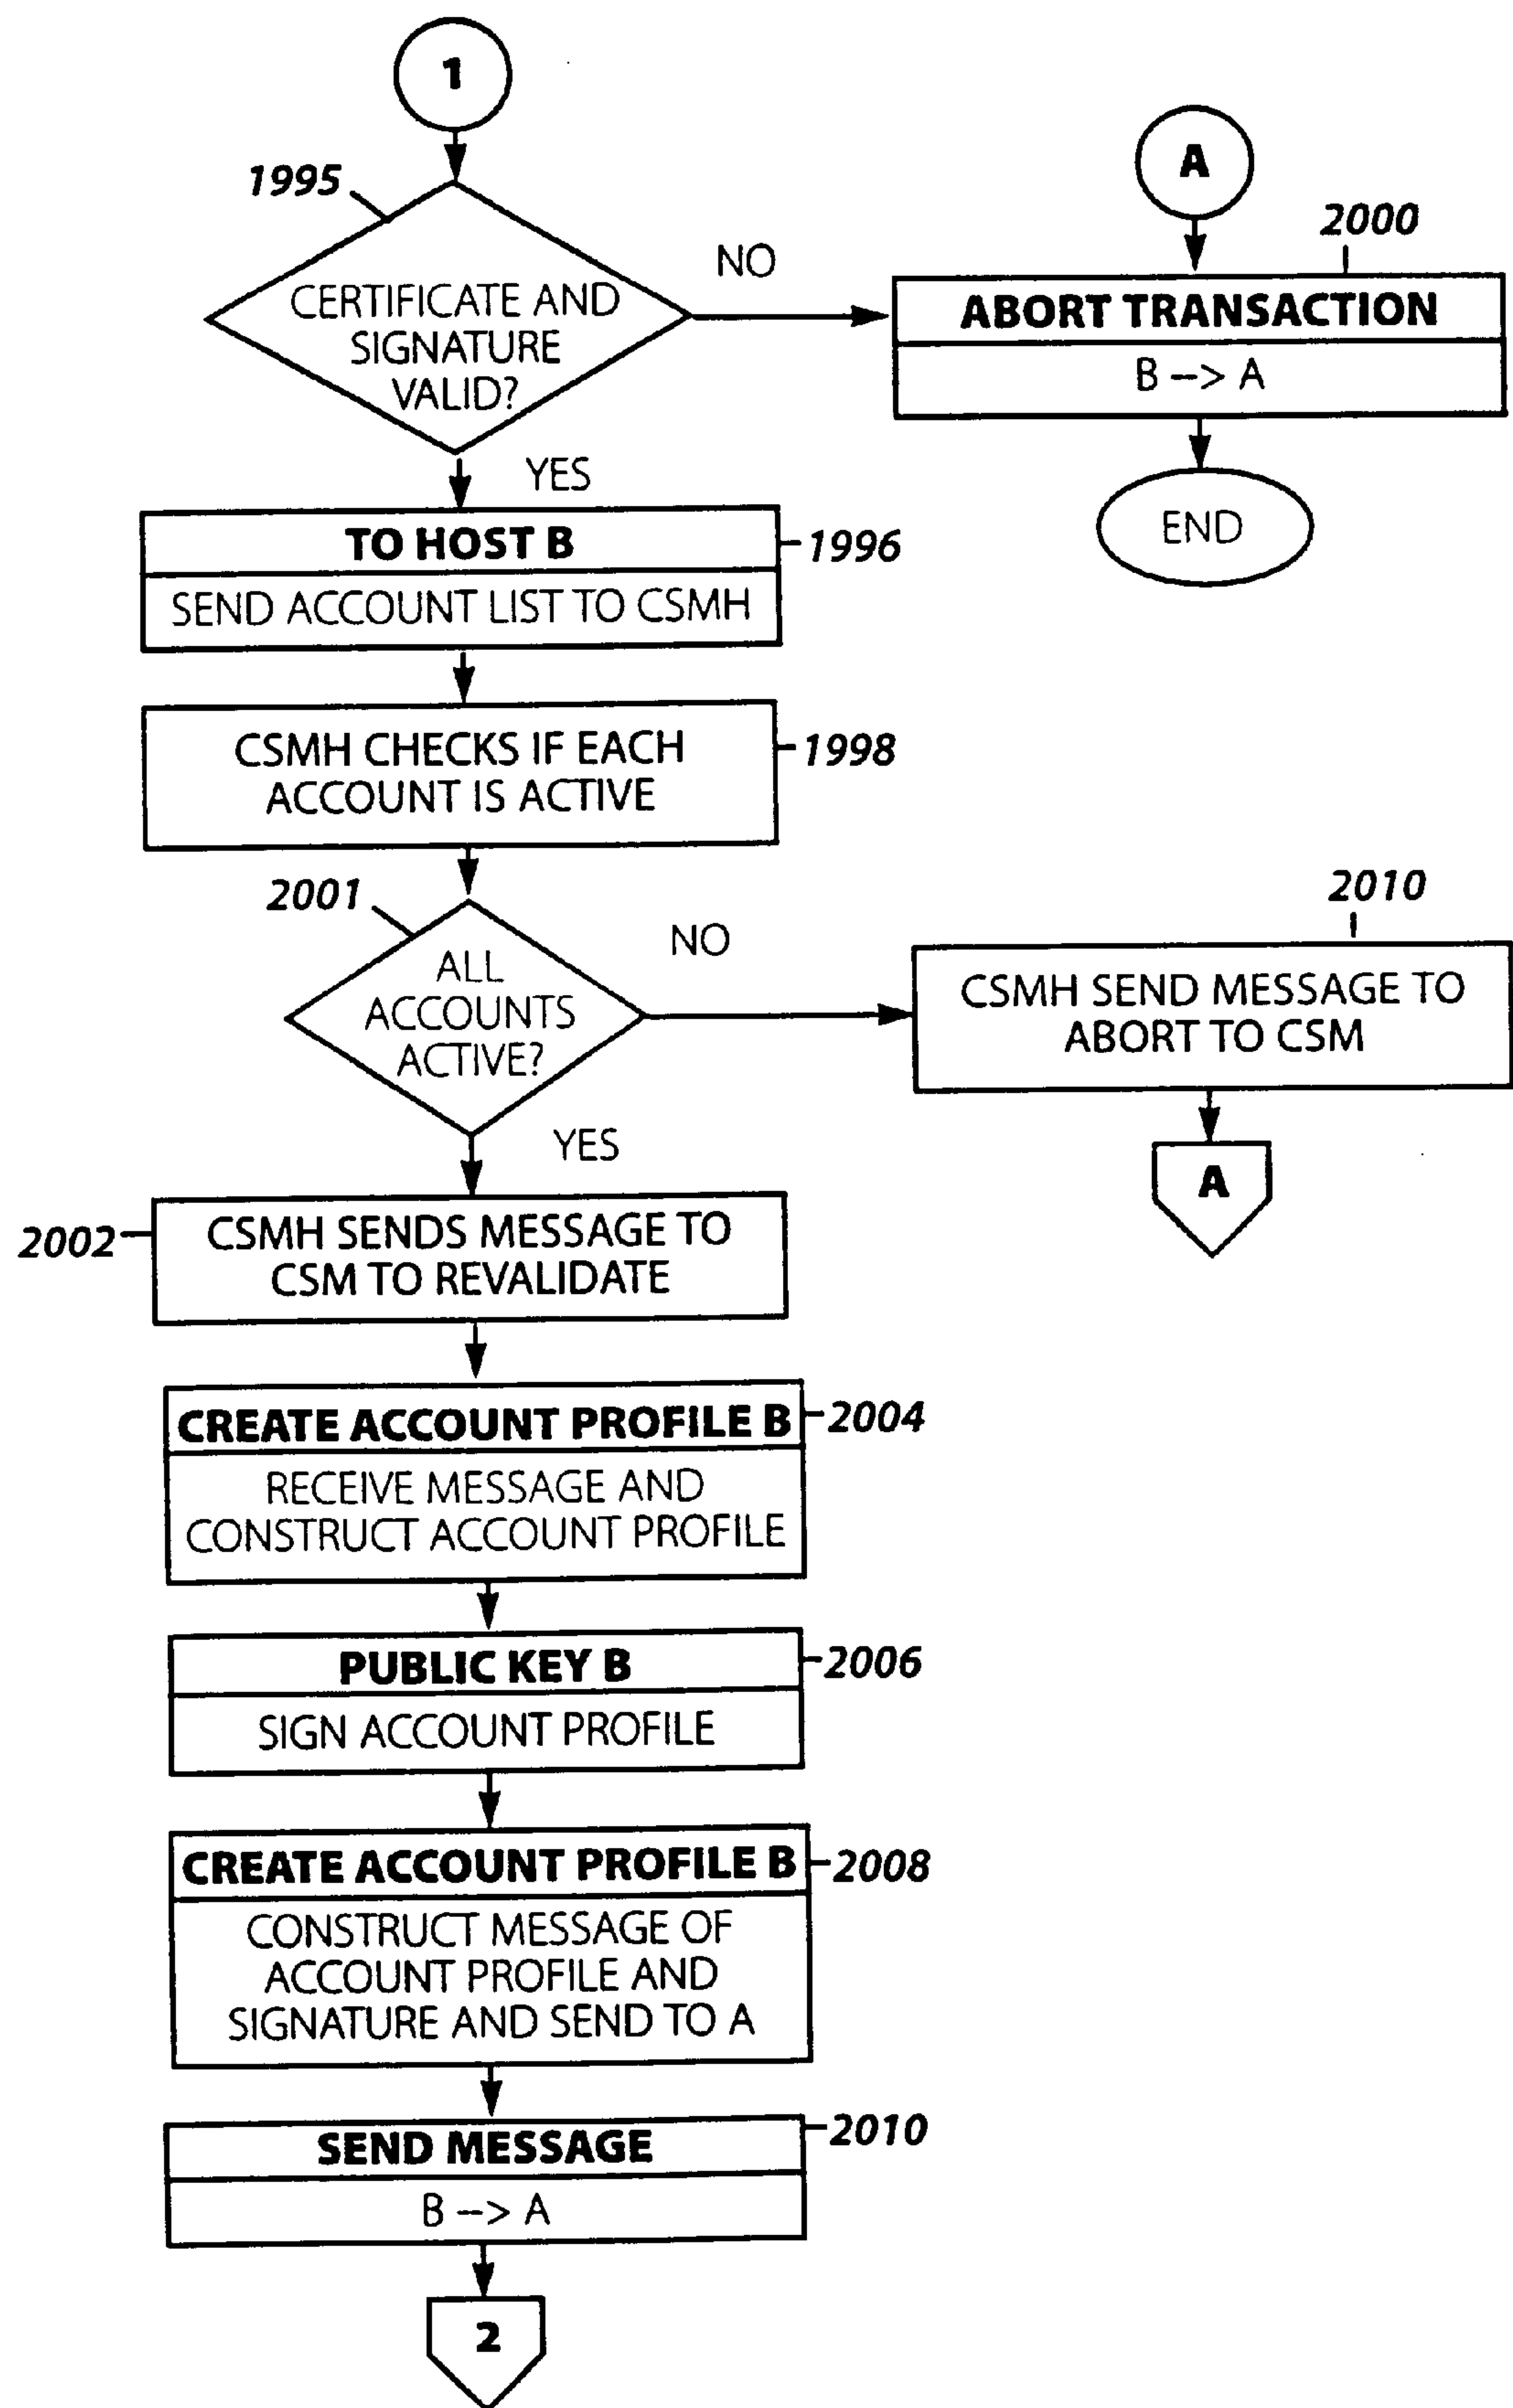 1
1995
CERTIFICATE AND
SIGNATURE
VALID?
NO
YES
A
2000
ABORT TRANSACTION
B --> A
END
TO HOST B
1996
SEND ACCOUNT LIST TO CSMH
CSMH CHECKS IF EACH
ACCOUNT IS ACTIVE
1998
2001
ALL
ACCOUNTS
ACTIVE?
NO
YES
2010
CSMH SEND MESSAGE TO
ABORT TO CSM
A
2002
CSMH SENDS MESSAGE TO
CSM TO REVALIDATE
CREATE ACCOUNT PROFILE B
2004
RECEIVE MESSAGE AND
CONSTRUCT ACCOUNT PROFILE
PUBLIC KEY B
2006
SIGN ACCOUNT PROFILE
CREATE ACCOUNT PROFILE B
2008
CONSTRUCT MESSAGE OF
ACCOUNT PROFILE AND
SIGNATURE AND SEND TO A
SEND MESSAGE
2010
B --> A
2